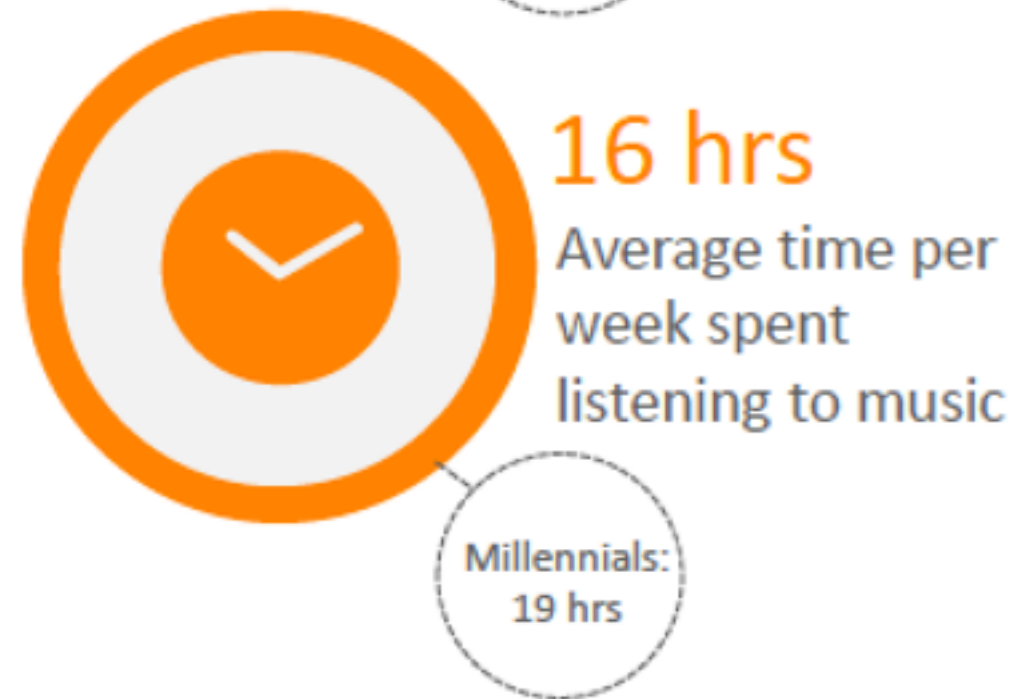 16 hrs
Average time per
week spent
listening to music
Millennials:
19 hrs